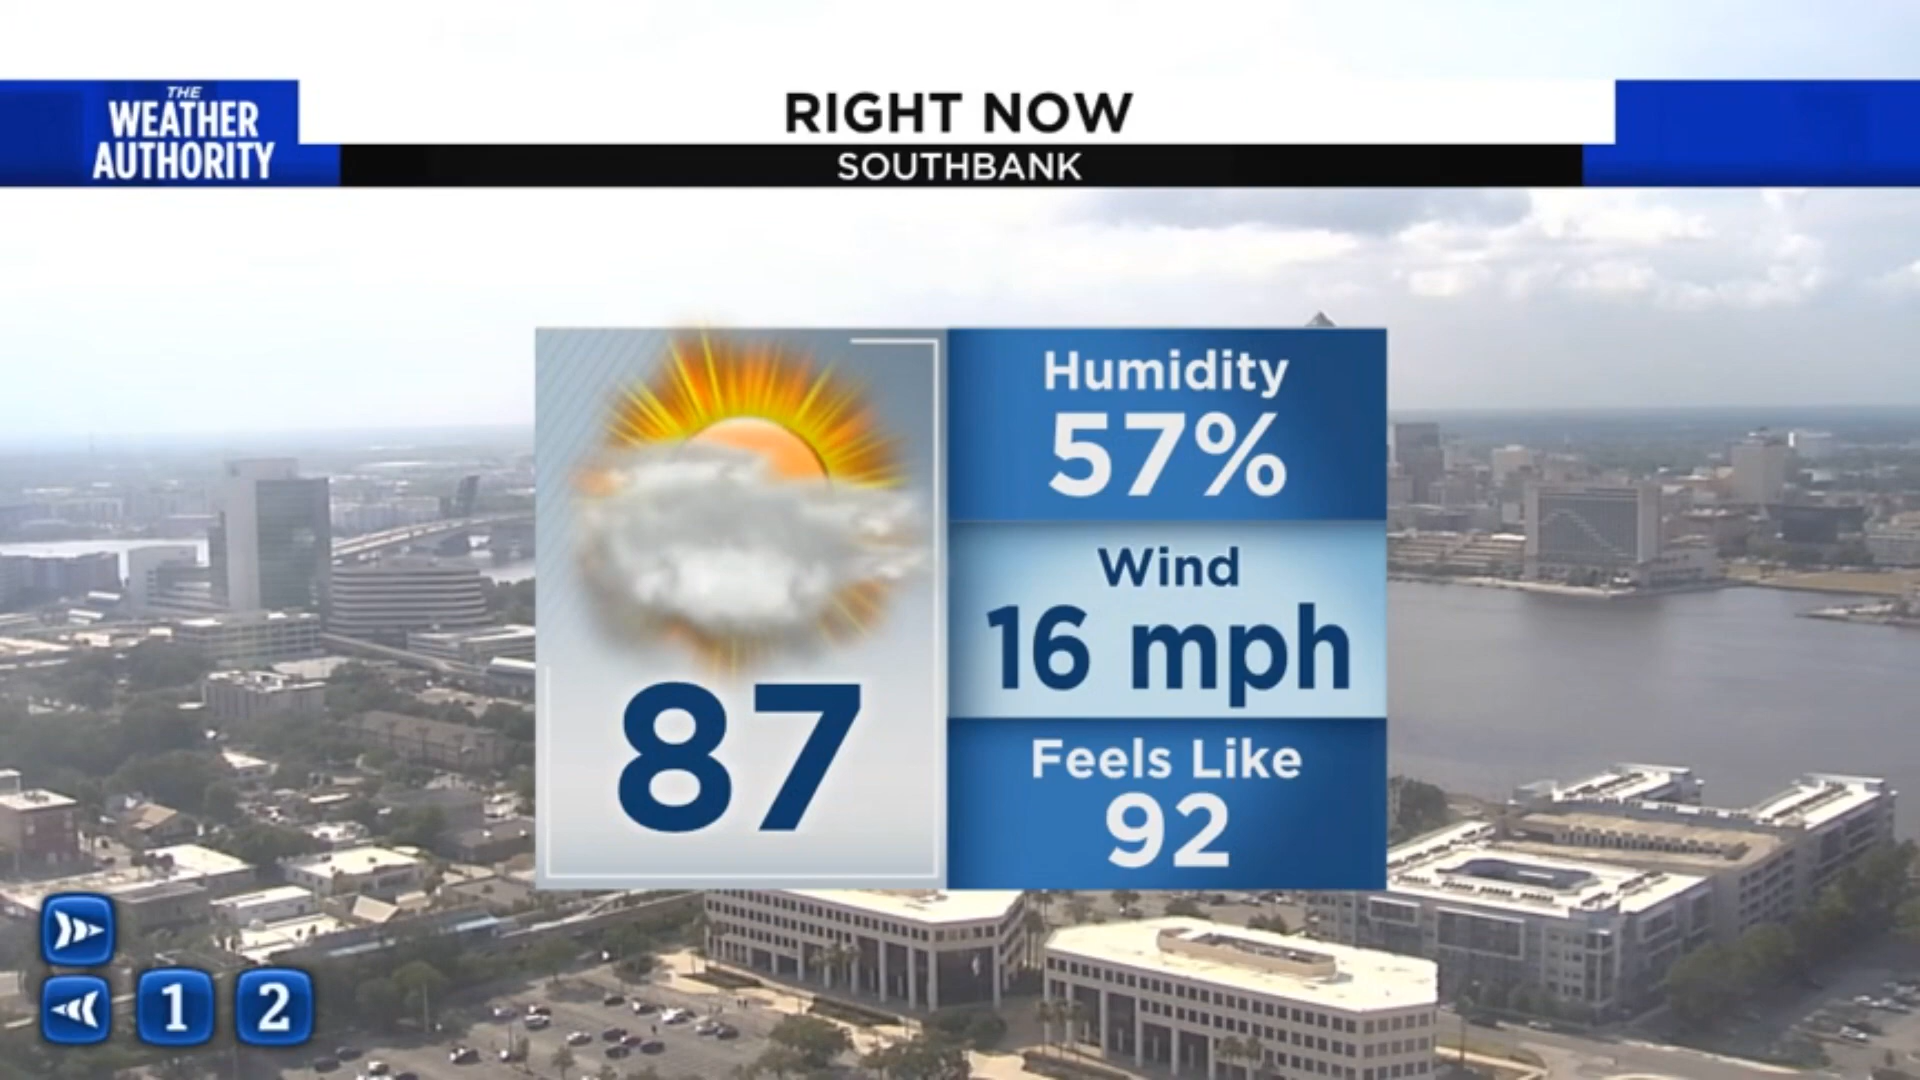 THE
WEATHER
AUTHORITY
RIGHT NOW
SOUTHBANK
87
Humidity
57%
Wind
16 mph
Feels Like
92
1
2